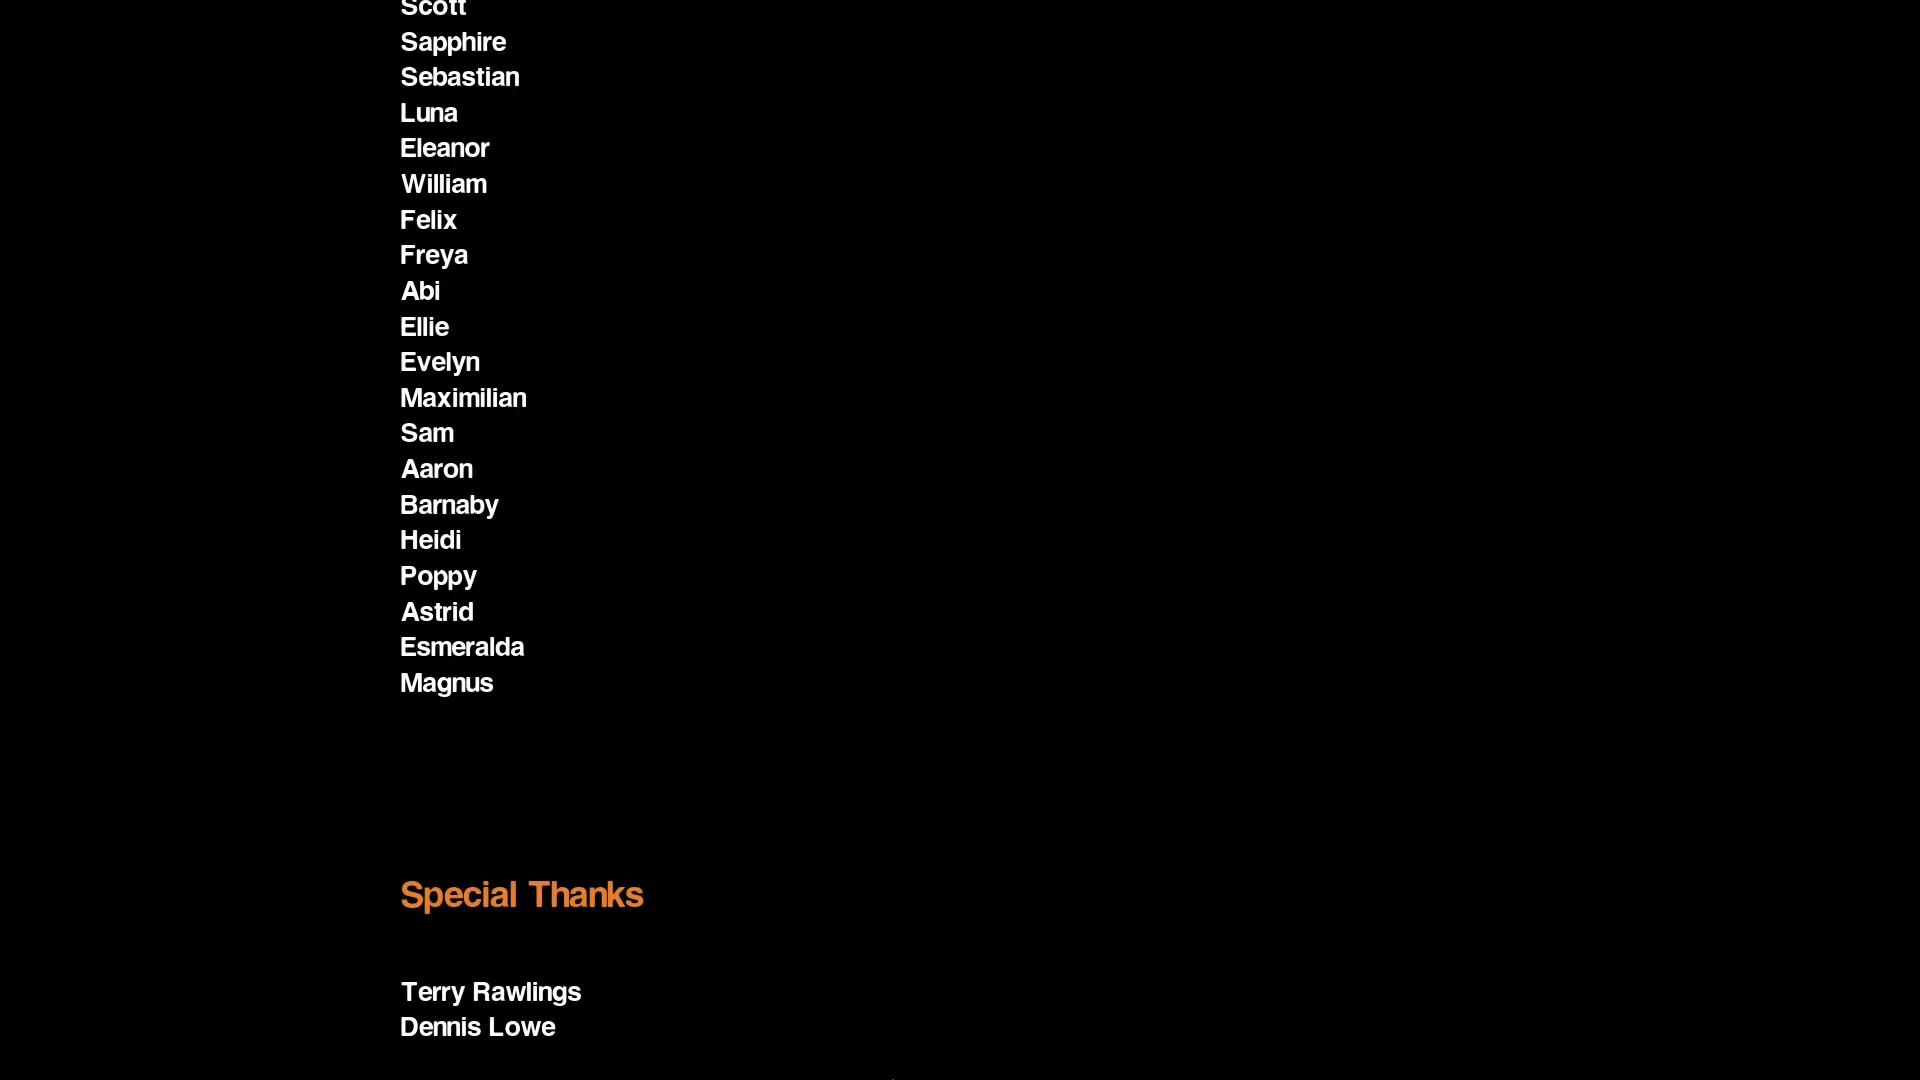 Scott
Sapphire
Sebastian
Luna
Eleanor
William
Felix
Freya
Abi
Ellie
Evelyn
Maximilian
Sam
Aaron
Barnaby
Heidi
Poppy
Astrid
Esmeralda
Magnus
Special Thanks
Terry Rawlings
Dennis Lowe